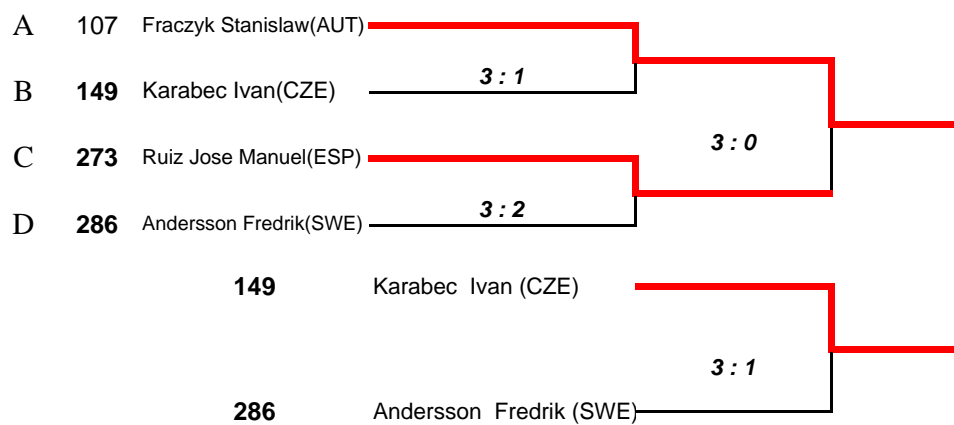 A 107 Fraczyk Stanislaw(AUT)
3 : 1
B 149 Karabec Ivan(CZE)
3 : 0
C 273 Ruiz Jose Manuel(ESP)
3 : 2
D 286 Andersson Fredrik(SWE)
149 Karabec Ivan (CZE)
3 : 1
286 Andersson Fredrik (SWE)